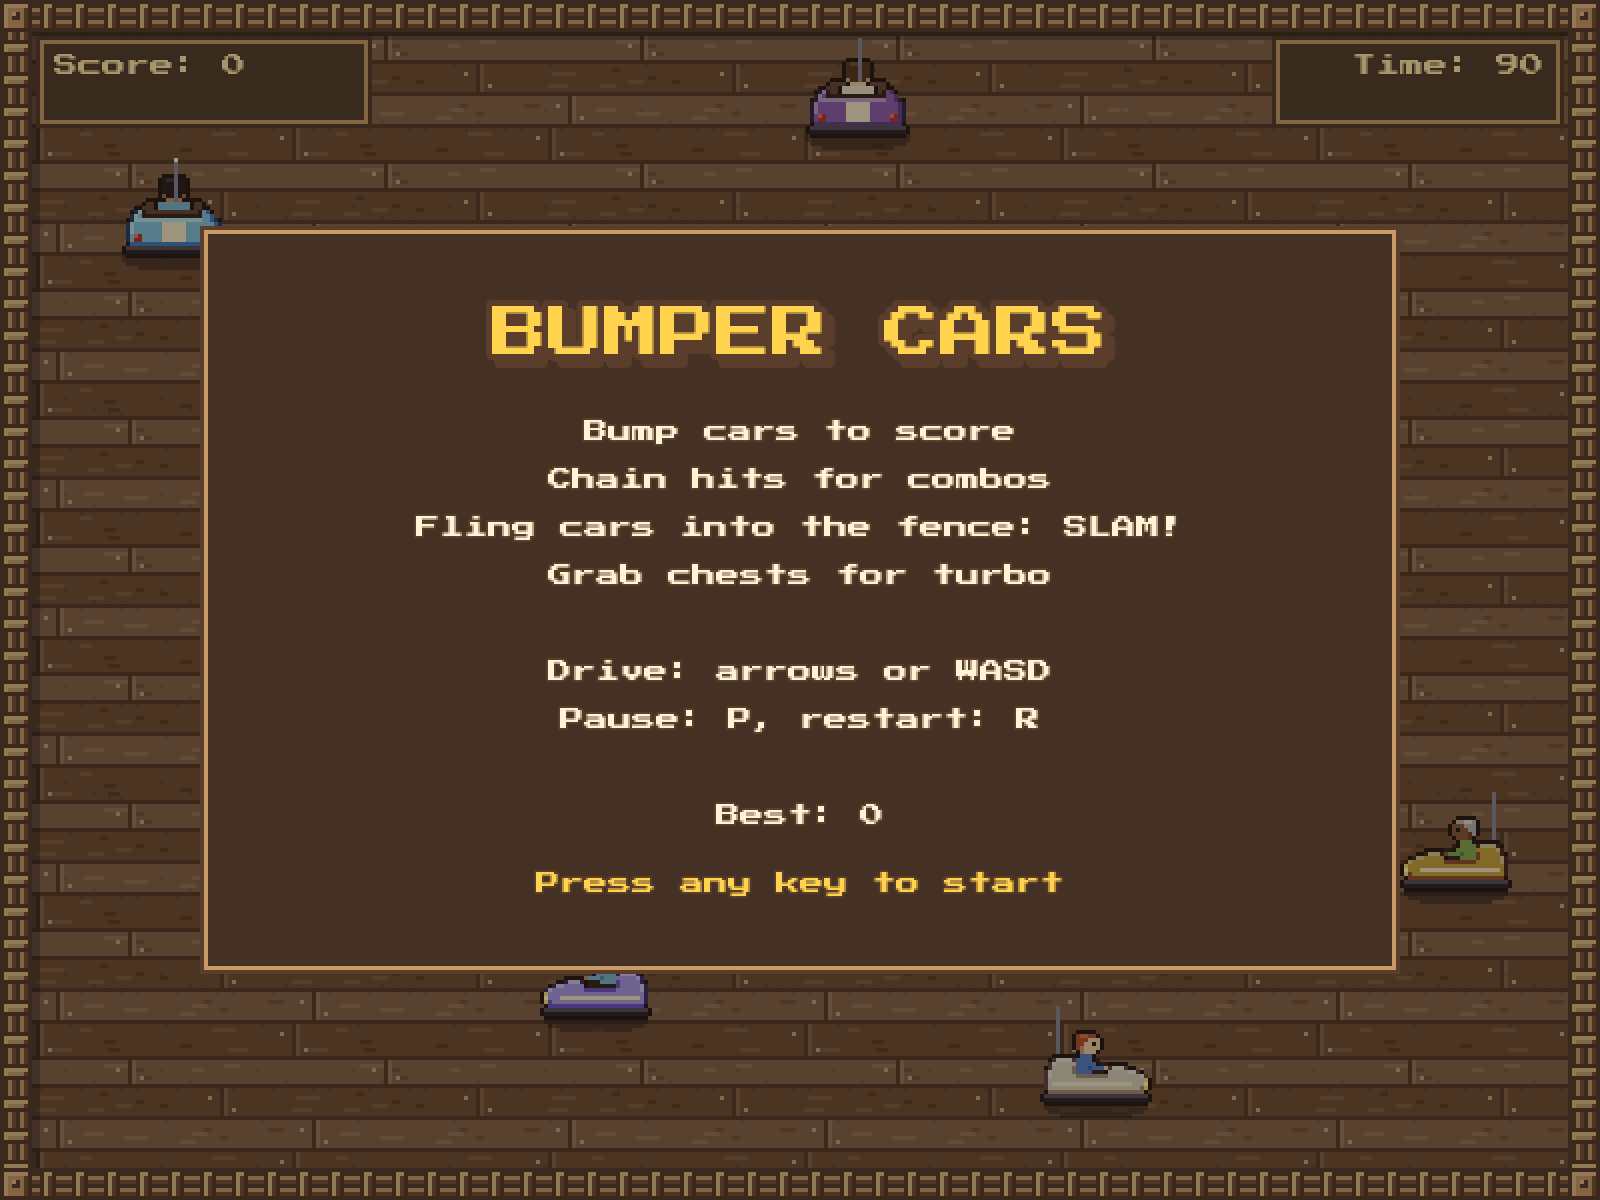 Score: 0
Time: 90
BUMPER CARS
Bump cars to score
Chain hits for combos
Fling cars into the fence: SLAM!
Grab chests for turbo
Drive: arrows or WASD
Pause: P, restart: R
Best: 0
Press any key to start